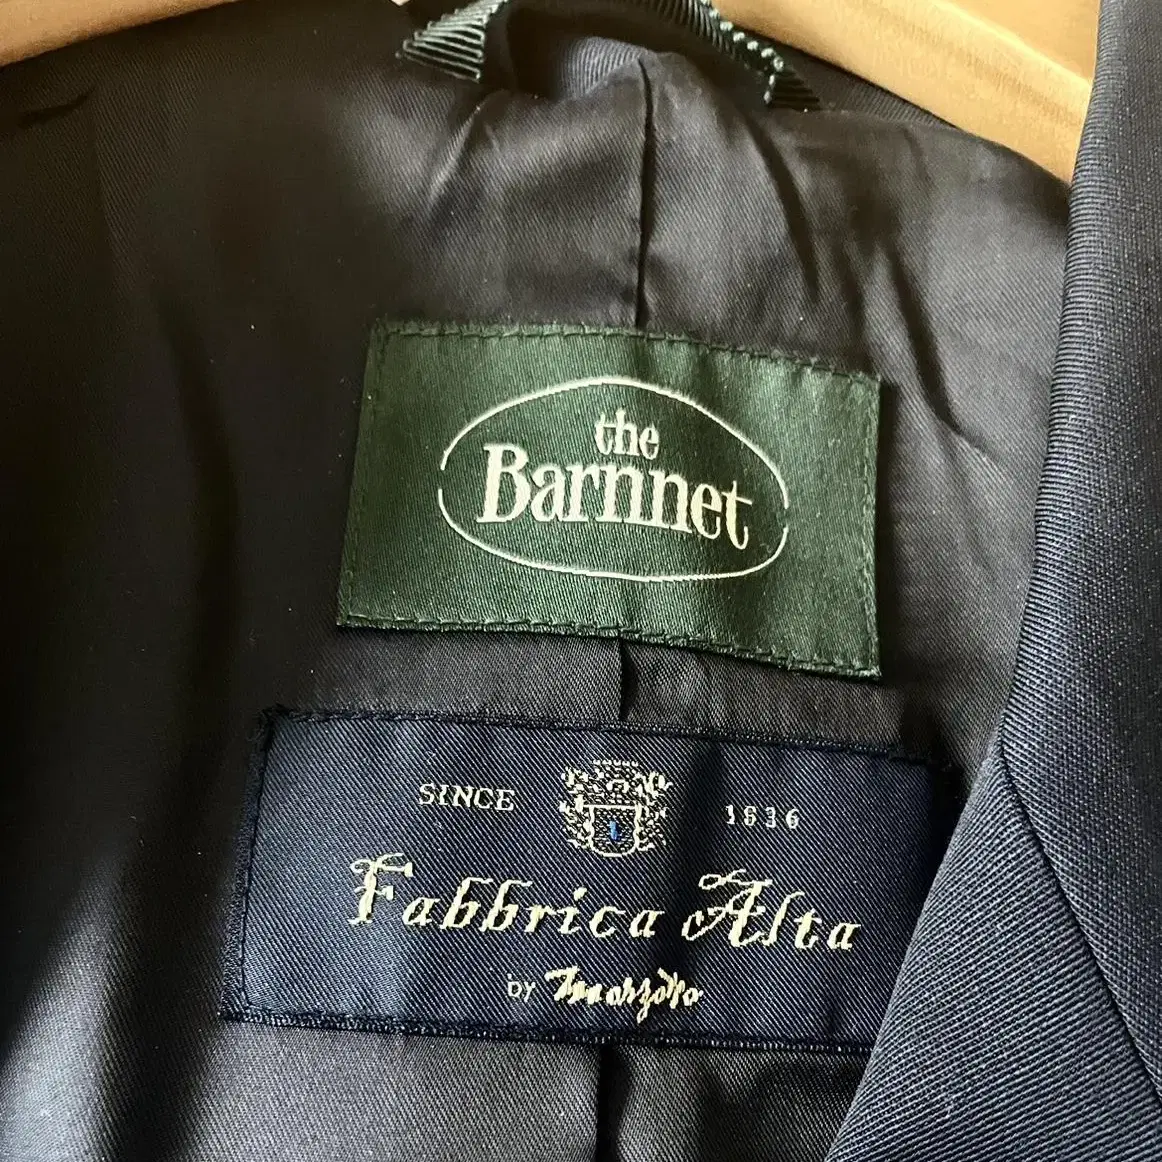 the
Barnnet
SINCE 1836
Fabbrica Alta
by Marzotto